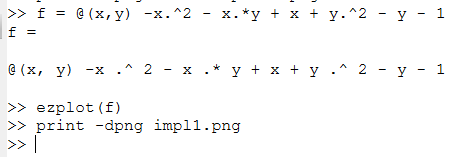 >> f = @(x,y) -x.^2 - x.*y + x + y.^2 - y - 1
f =
@(x, y) -x .^ 2 - x .* y + x + y .^ 2 - y - 1
>> ezplot(f)
>> print -dpng impl1.png
>>